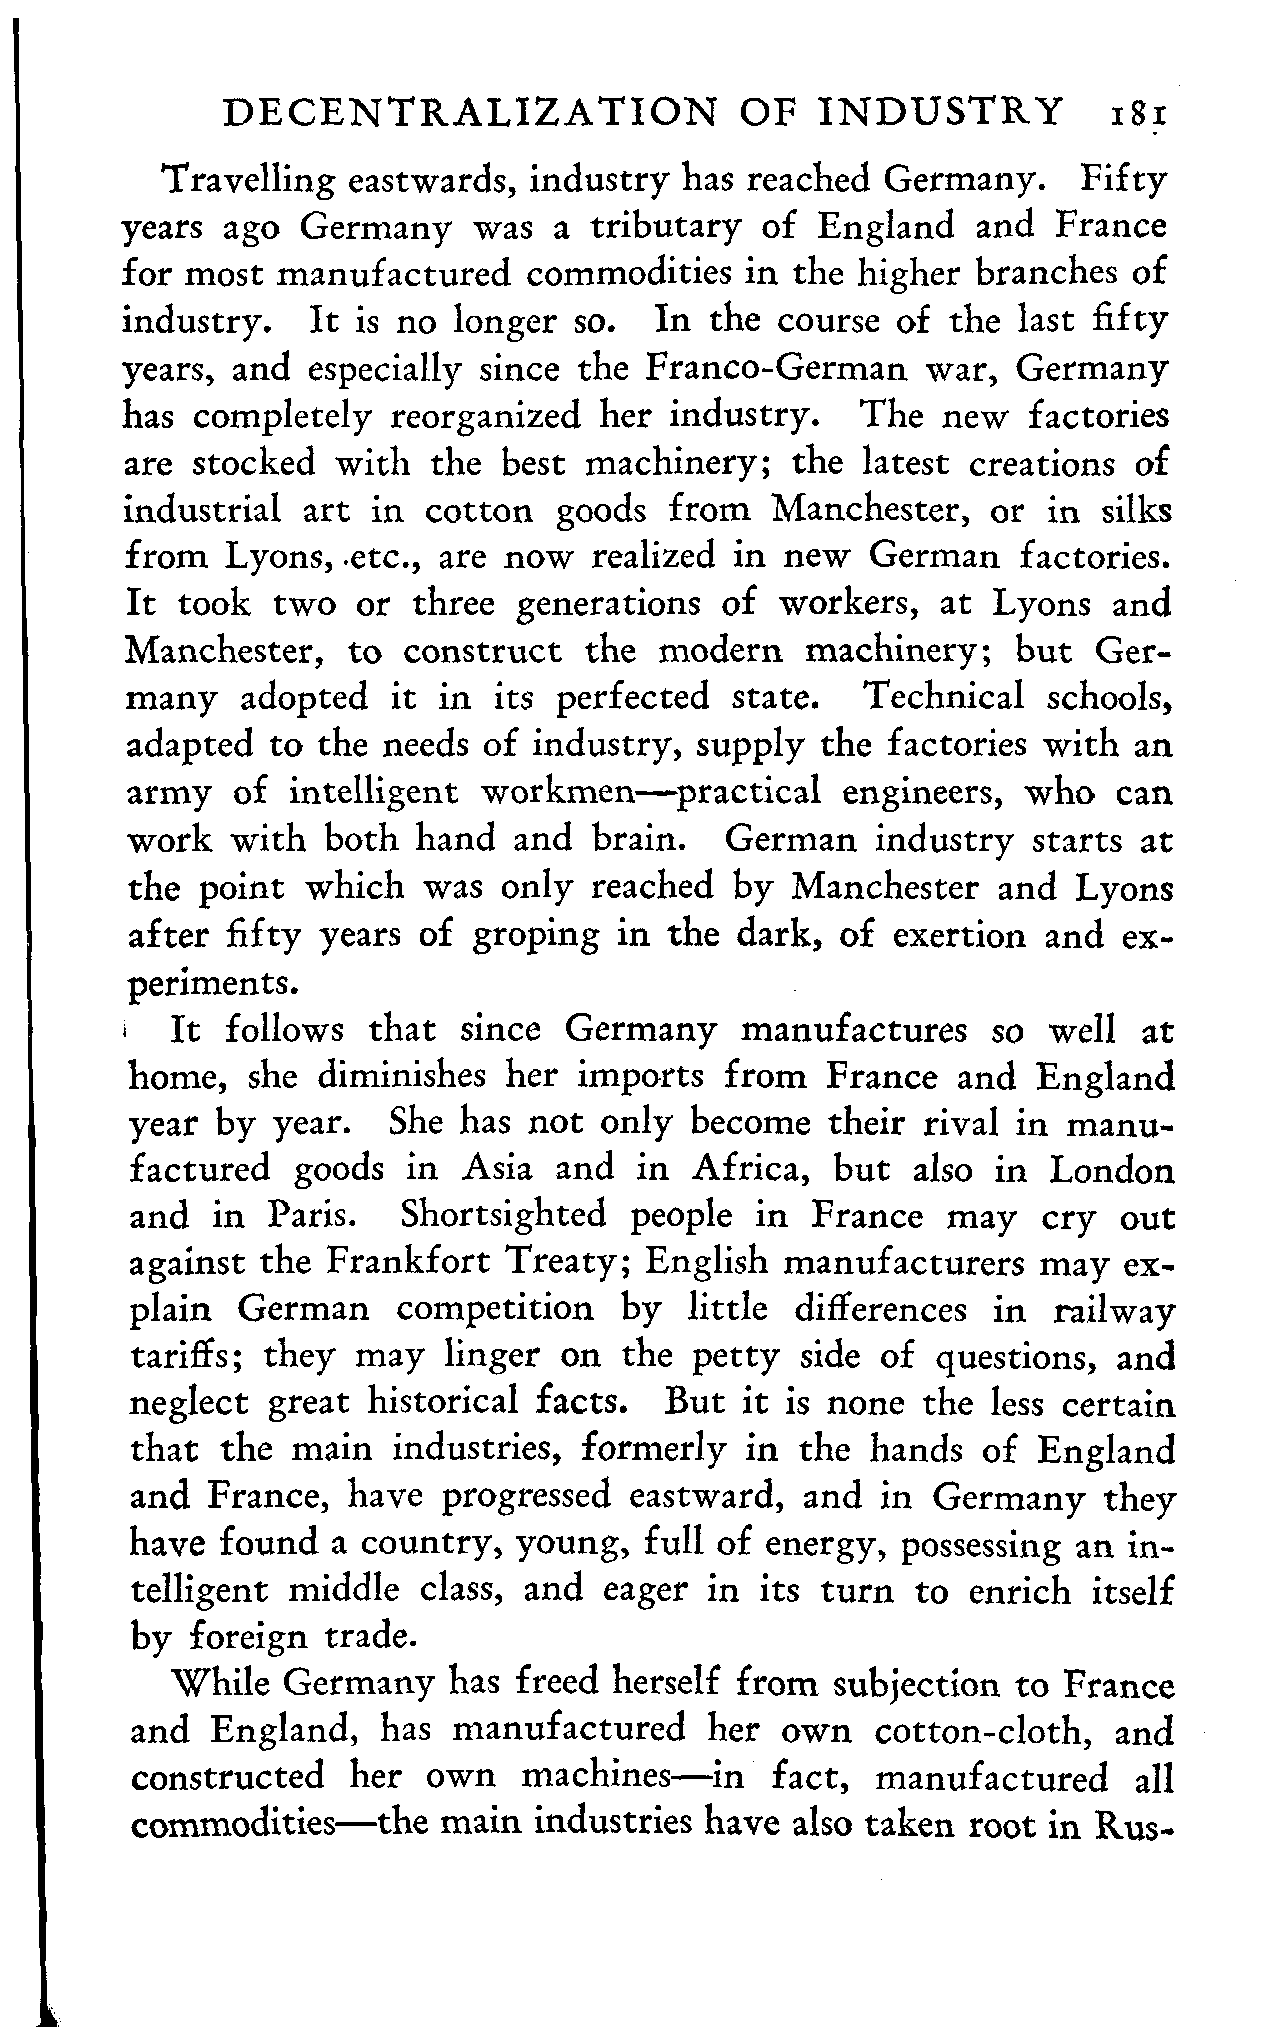 DECENTRALIZATION OF INDUSTRY 181
Travelling eastwards, industry has reached Germany. Fifty
years ago Germany was a tributary of England and France
for most manufactured commodities in the higher branches of
industry. It is no longer so. In the course of the last fifty
years, and especially since the Franco-German war, Germany
has completely reorganized her industry. The new factories
are stocked with the best machinery; the latest creations of
industrial art in cotton goods from Manchester, or in silks
from Lyons, etc., are now realized in new German factories.
It took two or three generations of workers, at Lyons and
Manchester, to construct the modern machinery; but Ger-
many adopted it in its perfected state. Technical schools,
adapted to the needs of industry, supply the factories with an
army of intelligent workmen—practical engineers, who can
work with both hand and brain. German industry starts at
the point which was only reached by Manchester and Lyons
after fifty years of groping in the dark, of exertion and ex-
periments.
It follows that since Germany manufactures so well at
home, she diminishes her imports from France and England
year by year. She has not only become their rival in manu-
factured goods in Asia and in Africa, but also in London
and in Paris. Shortsighted people in France may cry out
against the Frankfort Treaty; English manufacturers may ex-
plain German competition by little differences in railway
tariffs; they may linger on the petty side of questions, and
neglect great historical facts. But it is none the less certain
that the main industries, formerly in the hands of England
and France, have progressed eastward, and in Germany they
have found a country, young, full of energy, possessing an in-
telligent middle class, and eager in its turn to enrich itself
by foreign trade.
While Germany has freed herself from subjection to France
and England, has manufactured her own cotton-cloth, and
constructed her own machines—in fact, manufactured all
commodities—the main industries have also taken root in Rus-